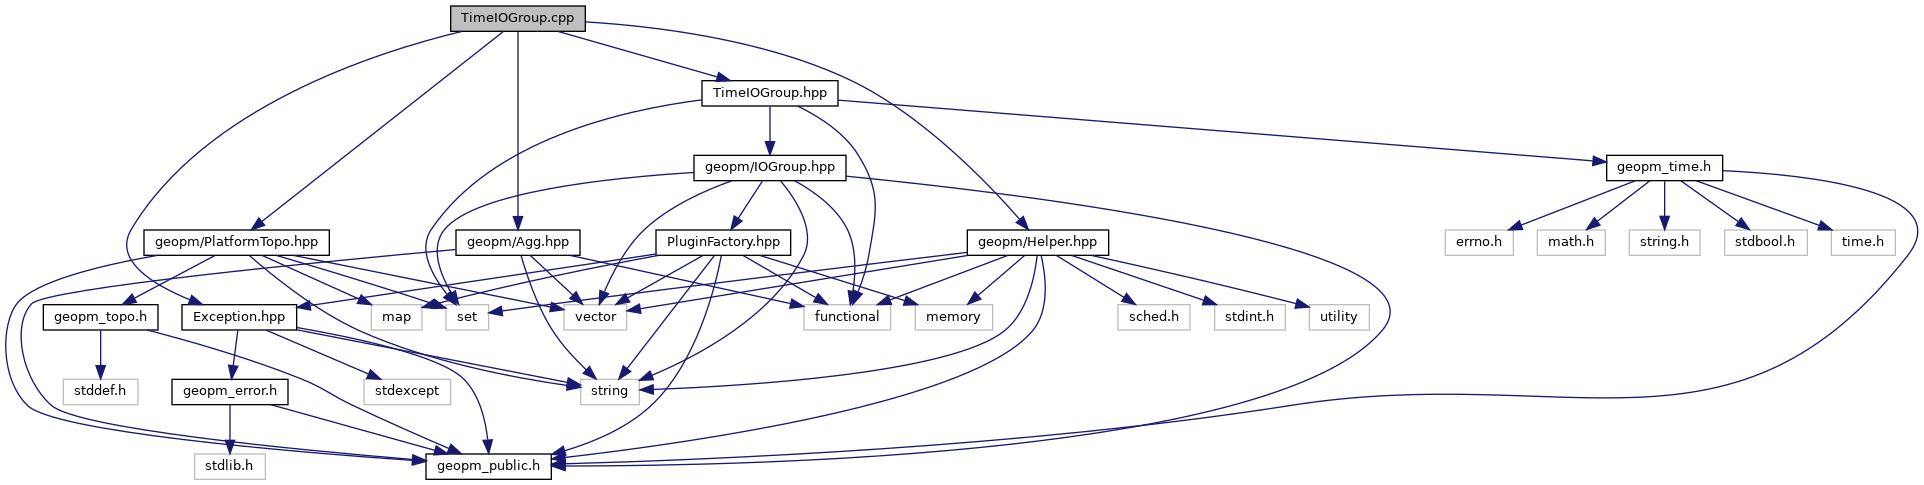 TimeIOGroup.cpp
TimeIOGroup.hpp
geopm/IOGroup.hpp
geopm_time.h
geopm/PlatformTopo.hpp
geopm/Agg.hpp
PluginFactory.hpp
geopm/Helper.hpp
errno.h
math.h
string.h
stdbool.h
time.h
geopm_topo.h
Exception.hpp
map
set
vector
functional
memory
sched.h
stdint.h
utility
stddef.h
geopm_error.h
stdexcept
string
stdlib.h
geopm_public.h